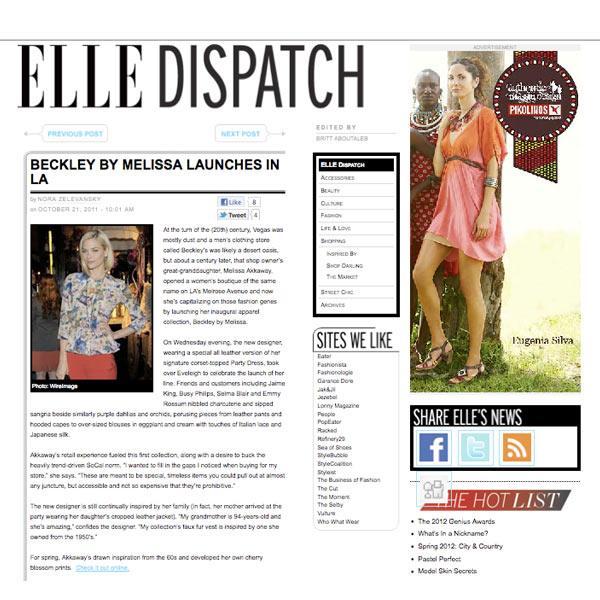 ELLE DISPATCH
PREVIOUS POST
NEXT POST
BECKLEY BY MELISSA LAUNCHES IN
LA
by NORA ZELEVANSKY
on OCTOBER 21, 2011 - 10:01 AM
Like 8
Tweet 4
At the turn of the (20th) century, Vegas was
mostly dust and a men's clothing store
called Beckley's was likely a desert oasis,
but about a century later, that shop owner's
great-granddaughter, Melissa Akkaway,
opened a women's boutique of the same
name on LA's Melrose Avenue and now
she's capitalizing on those fashion genes
by launching her inaugural apparel
collection, Beckley by Melissa.
On Wednesday evening, the new designer,
wearing a special all leather version of her
signature corset-topped Party Dress, took
over Eveleigh to celebrate the launch of her
line. Friends and customers including Jaime
King, Busy Philips, Selma Blair and Emmy
Rossum nibbled charcuterie and sipped
sangria beside similarly purple dahlias and orchids, perusing pieces from leather pants and
hooded capes to over-sized blouses in eggplant and cream with touches of Italian lace and
Japanese silk.
Photo: WireImage
Akkaway's retail experience fueled this first collection, along with a desire to buck the
heavily trend-driven SoCal norm. "I wanted to fill in the gaps I noticed when buying for my
store," she says. "These are meant to be special, timeless items you could pull out at almost
any juncture, but accessible and not so expensive that they're prohibitive."
The new designer is still continually inspired by her family (in fact, her mother arrived at the
party wearing her daughter's cropped leather jacket). "My grandmother is 94-years-old and
she's amazing," confides the designer. "My collection's faux fur vest is inspired by one she
owned from the 1950's."
For spring, Akkaway's drawn inspiration from the 60s and developed her own cherry
blossom prints. Check it out online.
EDITED BY
BRITT ABOUTALEB
ELLE Dispatch
Accessories
Beauty
Culture
Fashion
Life & Love
Shopping
Inspired By
Shop Darling
The Market
Street Chic
Archives
SITES WE LIKE
Eater
Fashionista
Fashionologie
Garance Dore
Jak&Jil
Jezebel
Lonny Magazine
People
PopEater
Racked
Refinery29
Sea of Shoes
StyleBubble
StyleCoalition
Styleist
The Business of Fashion
The Cut
The Moment
The Selby
Vulture
Who What Wear
ADVERTISEMENT
PIKOLINOS
Eugenia Silva
SHARE ELLE'S NEWS
THE HOT LIST
The 2012 Genius Awards
What's In a Nickname?
Spring 2012: City & Country
Pastel Perfect
Model Skin Secrets